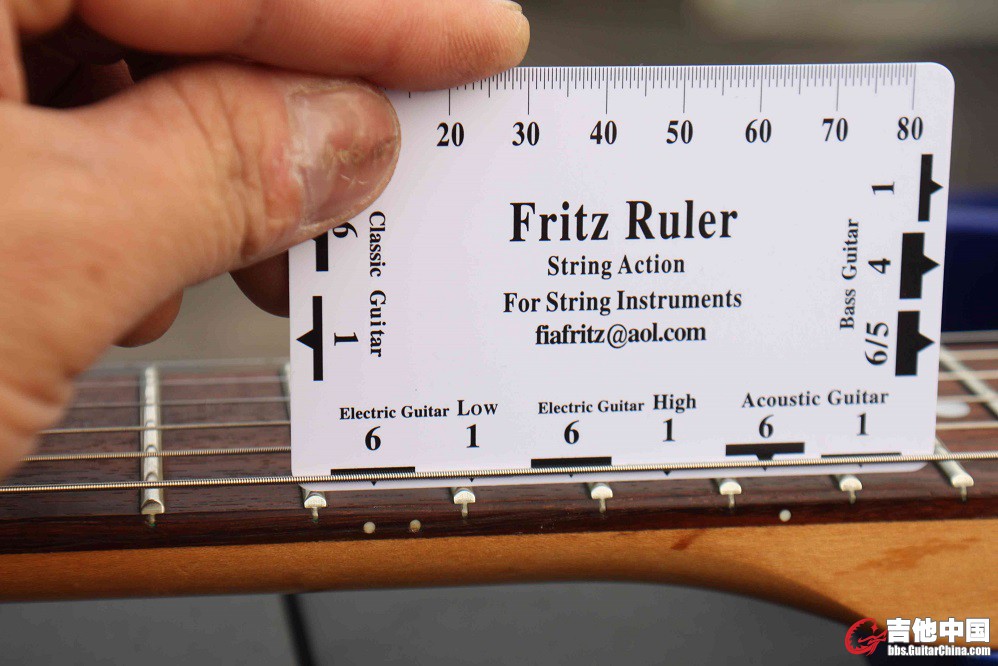 20 30 40 50 60 70 80
Fritz Ruler
String Action
For String Instruments
fiafritz@aol.com
Classic Guitar
6
1
Bass Guitar
1
4
6/5
Electric Guitar Low
6 1
Electric Guitar High
6 1
Acoustic Guitar
6 1
吉他中国
bbs.GuitarChina.com